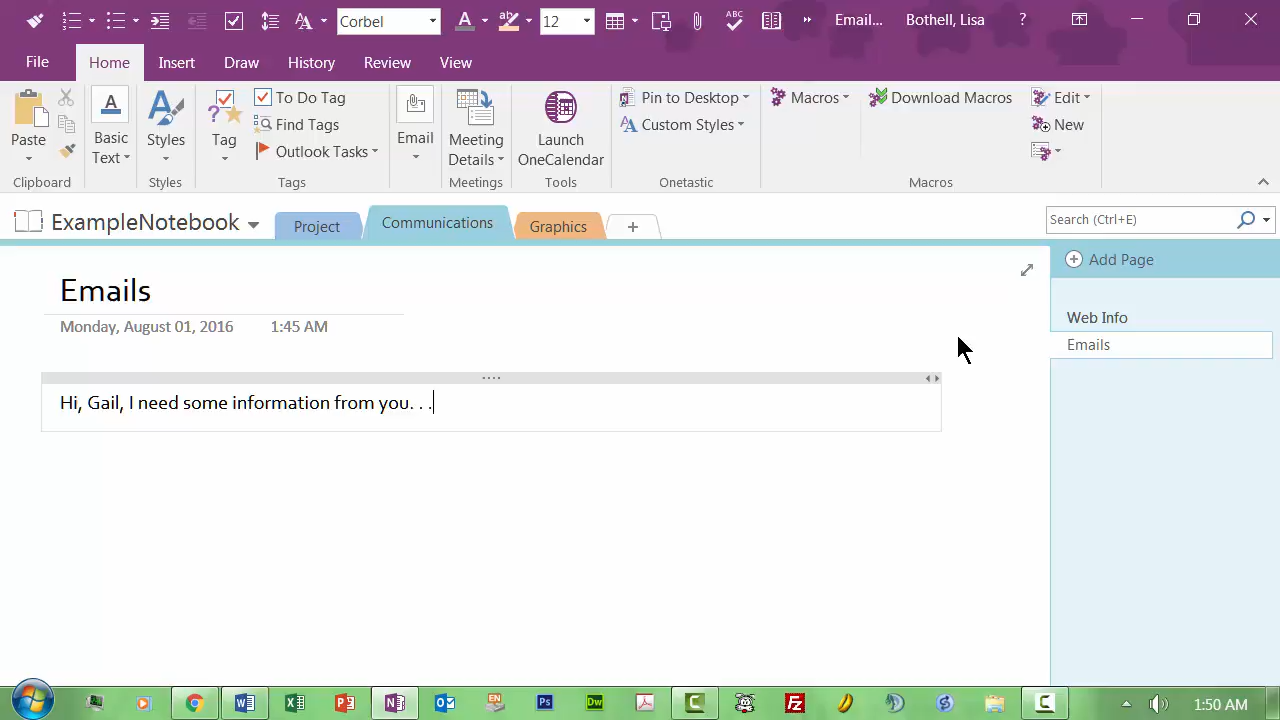 Corbel 12 Email... Bothell, Lisa ?
File Home Insert Draw History Review View
Paste Basic Text Styles Tag To Do Tag Find Tags Outlook Tasks Email Meeting Details Launch OneCalendar Pin to Desktop Custom Styles Macros Download Macros Edit New
Clipboard Styles Tags Meetings Tools Onetastic Macros
ExampleNotebook Project Communications Graphics + Search (Ctrl+E)
Add Page
Emails
Monday, August 01, 2016 1:45 AM
Web Info
Emails
Hi, Gail, I need some information from you. . .
1:50 AM